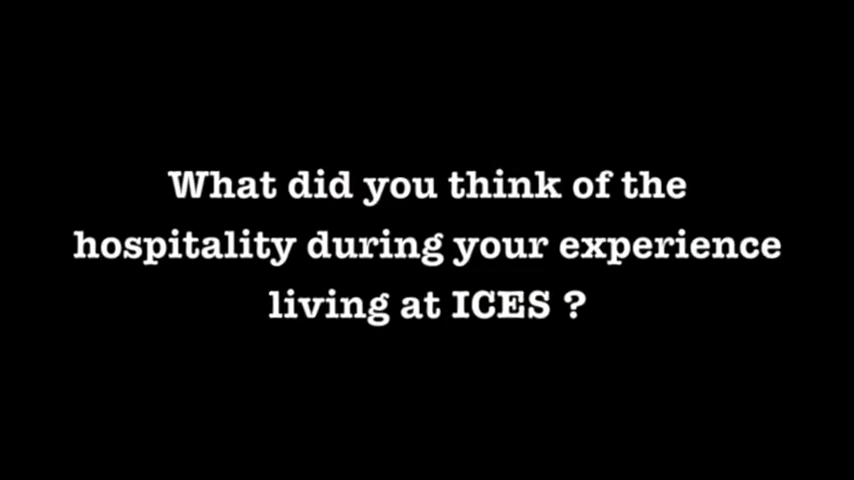 What did you think of the
hospitality during your experience
living at ICES ?